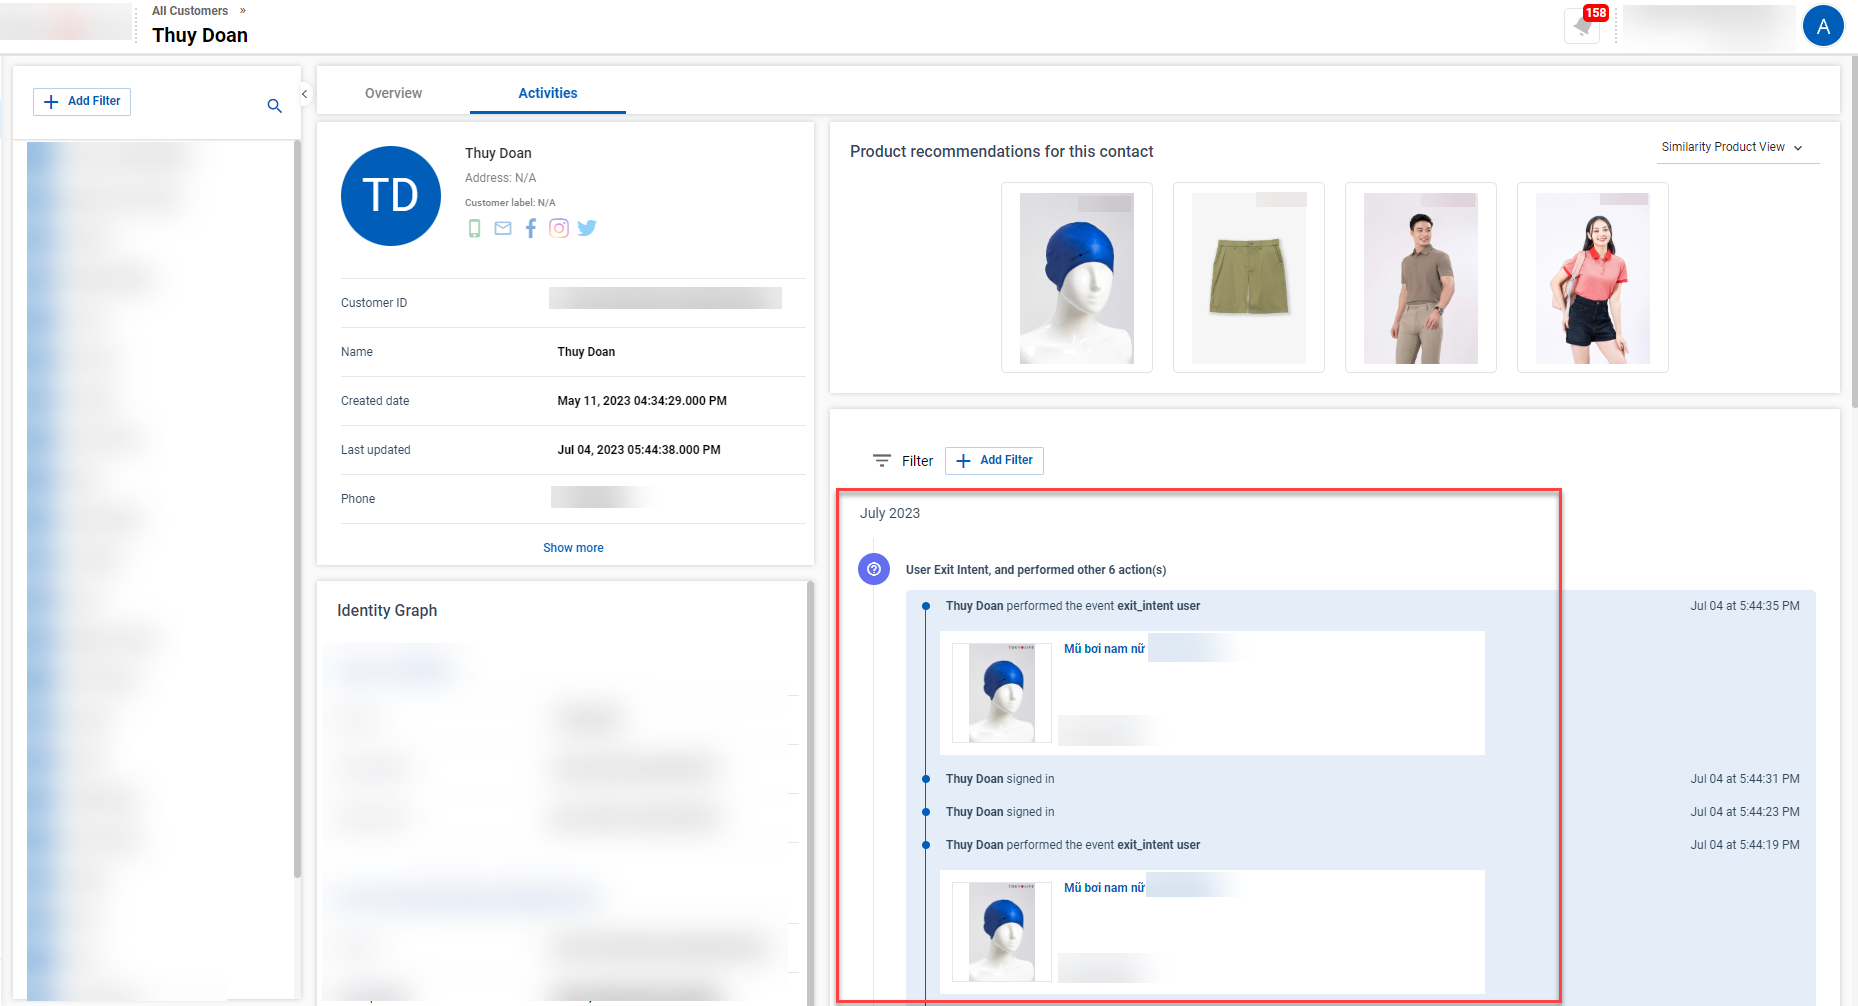 All Customers »
Thuy Doan
158
A
Add Filter
Overview
Activities
TD
Thuy Doan
Address: N/A
Customer label: N/A
Customer ID
Name
Thuy Doan
Created date
May 11, 2023 04:34:29.000 PM
Last updated
Jul 04, 2023 05:44:38.000 PM
Phone
Show more
Identity Graph
Product recommendations for this contact
Similarity Product View
Filter
Add Filter
July 2023
User Exit Intent, and performed other 6 action(s)
Thuy Doan performed the event exit_intent user
Jul 04 at 5:44:35 PM
TOKYOLIFE
Mũ bơi nam nữ
Thuy Doan signed in
Jul 04 at 5:44:31 PM
Thuy Doan signed in
Jul 04 at 5:44:23 PM
Thuy Doan performed the event exit_intent user
Jul 04 at 5:44:19 PM
TOKYOLIFE
Mũ bơi nam nữ